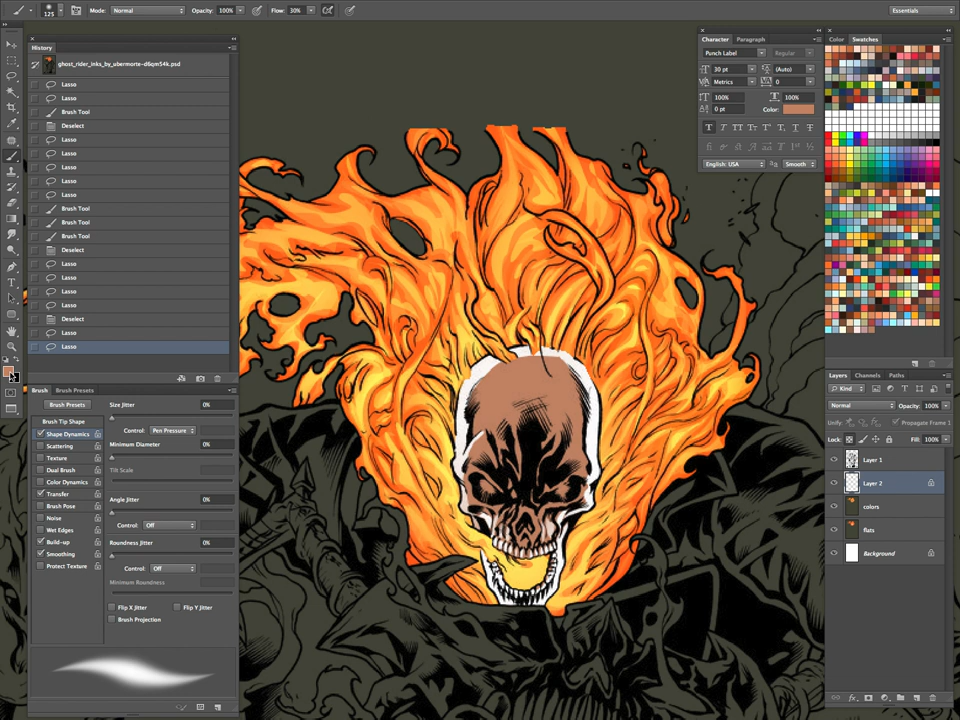 125
Mode: Normal
Opacity: 100%
Flow: 30%
Essentials
History
ghost_rider_inks_by_ubermorte-d6qm54k.psd
Lasso
Lasso
Brush Tool
Deselect
Lasso
Lasso
Lasso
Lasso
Lasso
Brush Tool
Brush Tool
Brush Tool
Deselect
Lasso
Lasso
Lasso
Lasso
Deselect
Lasso
Lasso
Brush
Brush Presets
Brush Presets
Brush Tip Shape
Shape Dynamics
Scattering
Texture
Dual Brush
Color Dynamics
Transfer
Brush Pose
Noise
Wet Edges
Build-up
Smoothing
Protect Texture
Size Jitter
0%
Control: Pen Pressure
Minimum Diameter
0%
Tilt Scale
Angle Jitter
0%
Control: Off
Roundness Jitter
0%
Control: Off
Minimum Roundness
Flip X Jitter
Flip Y Jitter
Brush Projection
Character
Paragraph
Punch Label
Regular
30 pt
(Auto)
Metrics
0
100%
100%
0 pt
Color:
English: USA
Smooth
Color
Swatches
Layers
Channels
Paths
Kind
Normal
Opacity: 100%
Unify:
Propagate Frame 1
Lock:
Fill: 100%
Layer 1
Layer 2
colors
flats
Background